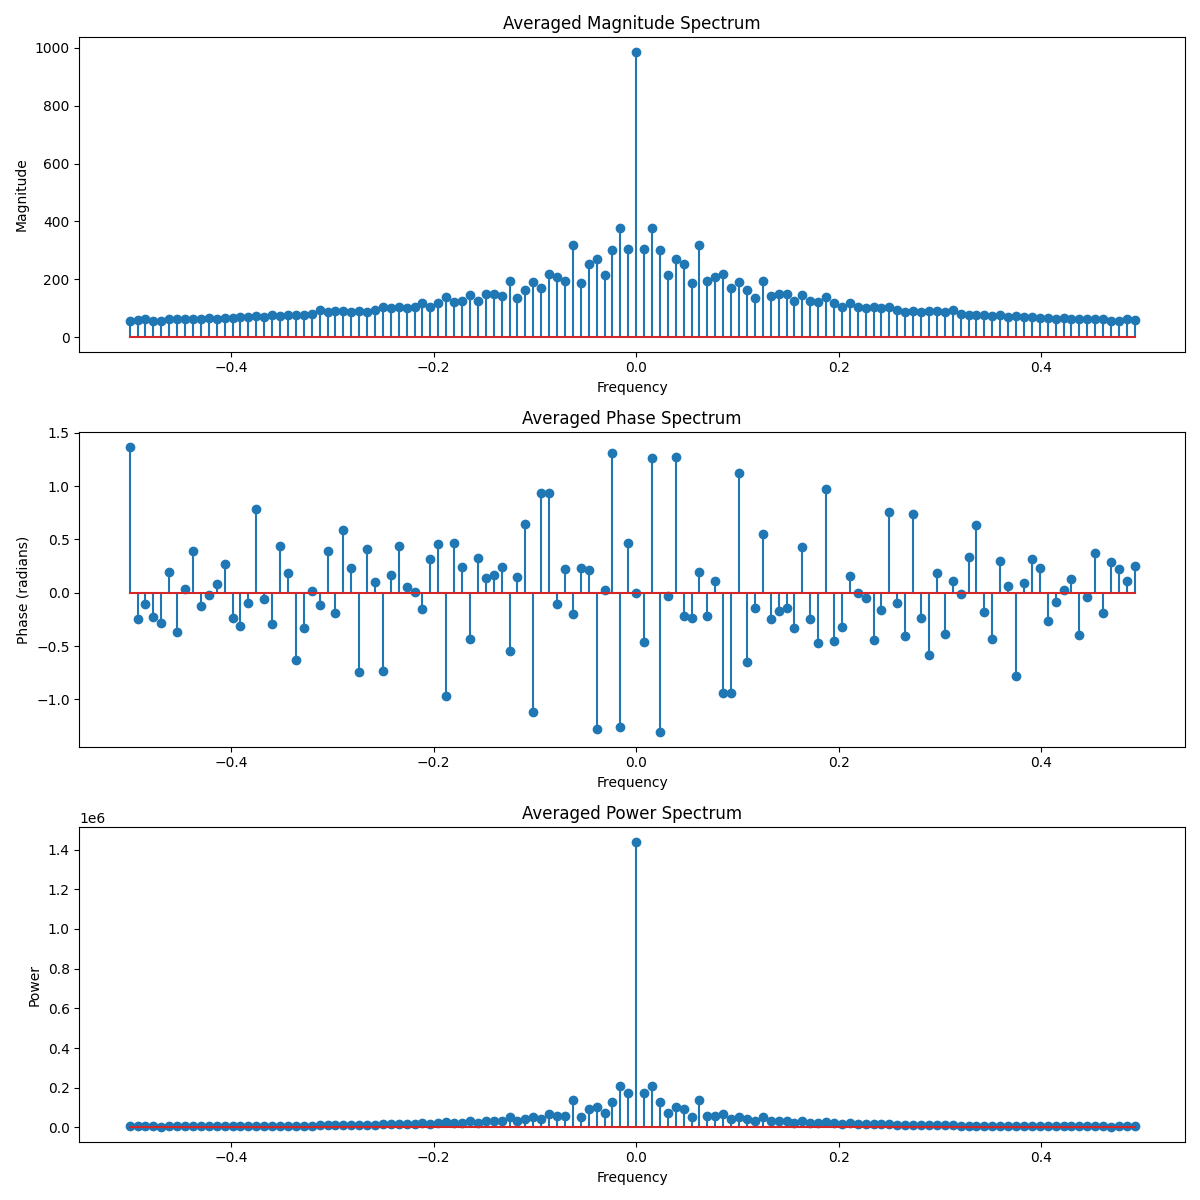 Averaged Magnitude Spectrum
1000
800
600
400
200
0
Magnitude
−0.4 −0.2 0.0 0.2 0.4
Frequency
Averaged Phase Spectrum
1.5
1.0
0.5
0.0
−0.5
−1.0
Phase (radians)
−0.4 −0.2 0.0 0.2 0.4
Frequency
Averaged Power Spectrum
1e6
1.4
1.2
1.0
0.8
0.6
0.4
0.2
0.0
Power
−0.4 −0.2 0.0 0.2 0.4
Frequency